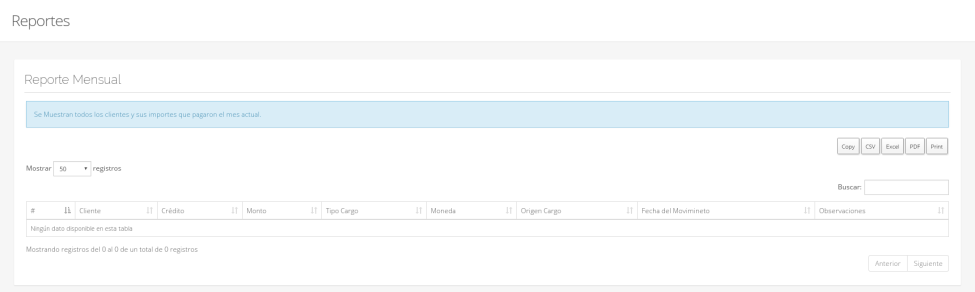 Reportes
Reporte Mensual
Se Muestran todos los clientes y sus importes que pagaron el mes actual.
Copy CSV Excel PDF Print
Mostrar 50 registros
Buscar:
# Cliente Crédito Monto Tipo Cargo Moneda Origen Cargo Fecha del Movimineto Observaciones
Ningún dato disponible en esta tabla
Mostrando registros del 0 al 0 de un total de 0 registros
Anterior Siguiente